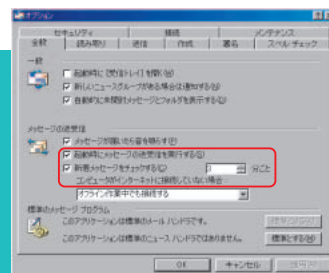 オプション
セキュリティ 接続 メンテナンス
全般 読み取り 送信 作成 署名 スペル チェック
一般
起動時に [受信トレイ] を開く(W)
新しいニュースグループがある場合は通知する(N)
自動的に未開封メッセージとフォルダを表示する(U)
メッセージの送受信
メッセージが届いたら音を鳴らす(P)
起動時にメッセージの送受信を実行する(S)
新着メッセージをチェックする(C) 分ごと
コンピュータがインターネットに接続していない場合:
オフライン作業中でも接続する
標準のメッセージ プログラム
このアプリケーションは標準のメール ハンドラです。
このアプリケーションは標準のニュース ハンドラではありません。 標準とする(H)
OK キャンセル